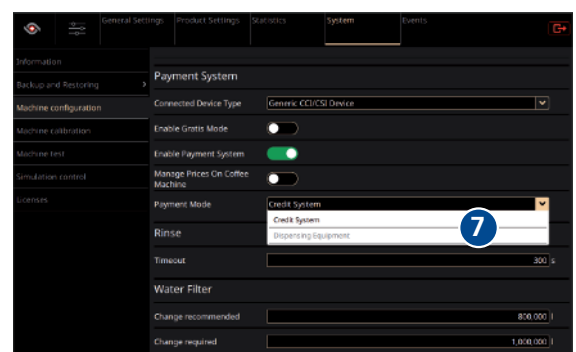 General Settings Product Settings Statistics System Events
Information
Backup and Restoring
Machine configuration
Machine calibration
Machine test
Simulation control
Licenses
Payment System
Connected Device Type Generic CCI/CSI Device
Enable Gratis Mode
Enable Payment System
Manage Prices On Coffee
Machine
Payment Mode Credit System
Credit System
Dispensing Equipment
7
Rinse
Timeout 300 s
Water Filter
Change recommended 800,000 l
Change required 1,000,000 l